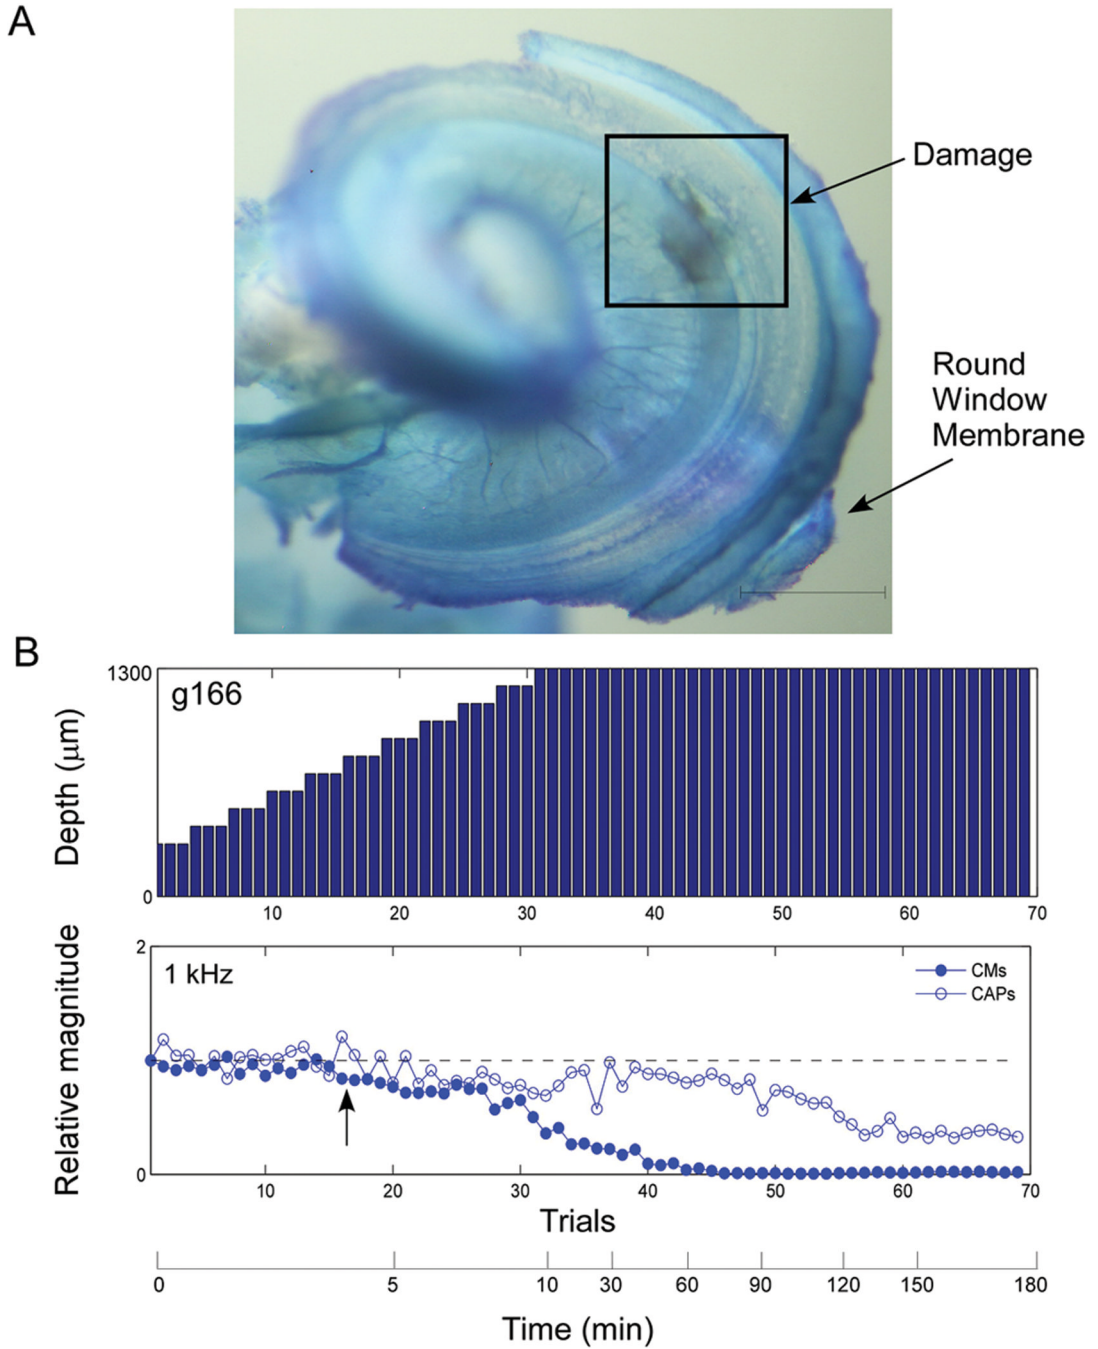 A
Damage
Round
Window
Membrane
B
1300
g166
Depth (μm)
0
10 20 30 40 50 60 70
2
1 kHz
CMs
CAPs
Relative magnitude
1
0
10 20 30 40 50 60 70
Trials
0 5 10 30 60 90 120 150 180
Time (min)